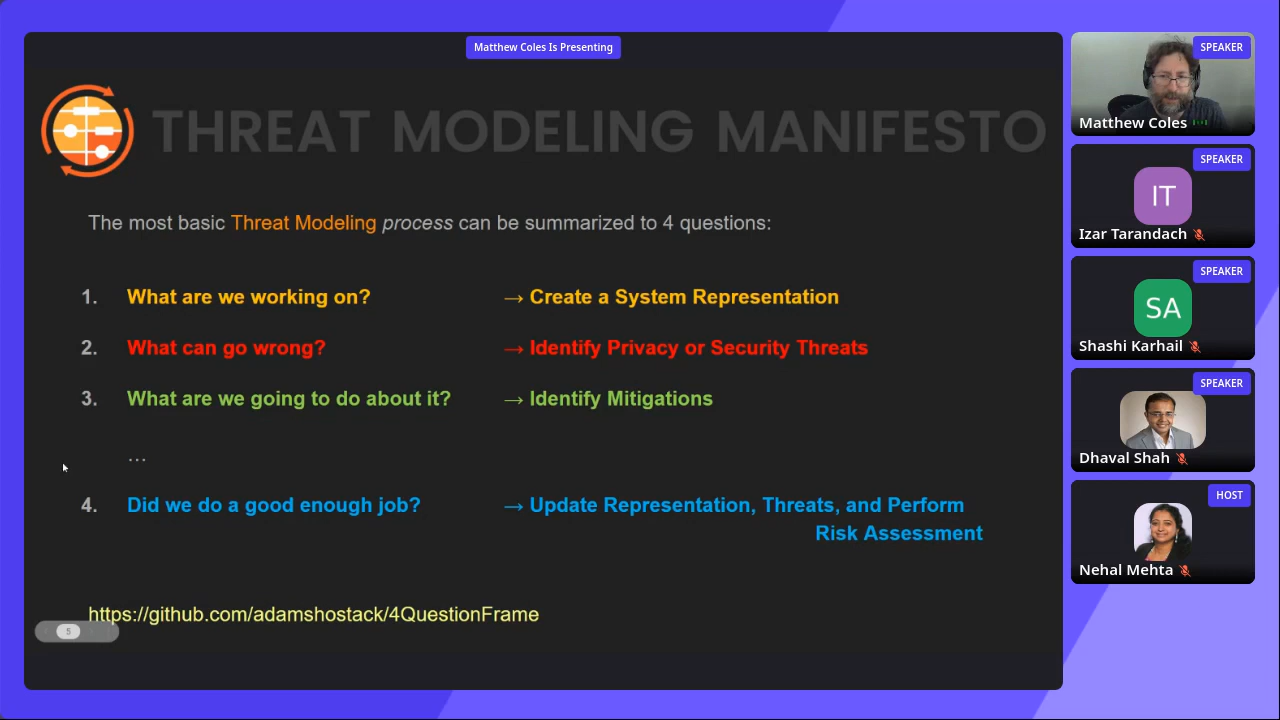 Matthew Coles Is Presenting
THREAT MODELING MANIFESTO
The most basic Threat Modeling process can be summarized to 4 questions:
1. What are we working on? → Create a System Representation
2. What can go wrong? → Identify Privacy or Security Threats
3. What are we going to do about it? → Identify Mitigations
...
4. Did we do a good enough job? → Update Representation, Threats, and Perform
Risk Assessment
https://github.com/adamshostack/4QuestionFrame
5
SPEAKER
Matthew Coles
SPEAKER
IT
Izar Tarandach
SPEAKER
SA
Shashi Karhail
SPEAKER
Dhaval Shah
HOST
Nehal Mehta